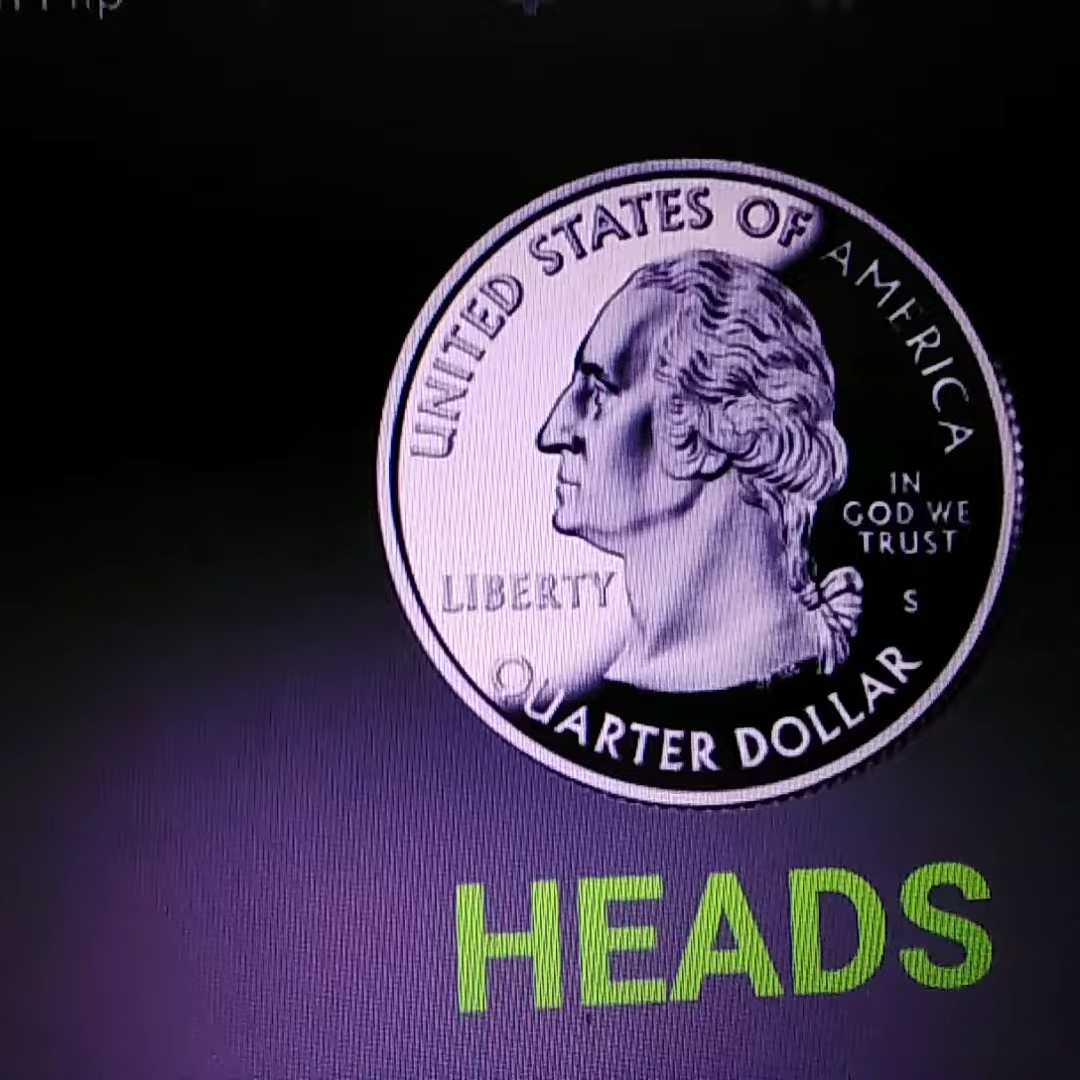 UNITED STATES OF AMERICA
IN
GOD WE
TRUST
LIBERTY
S
QUARTER DOLLAR
HEADS